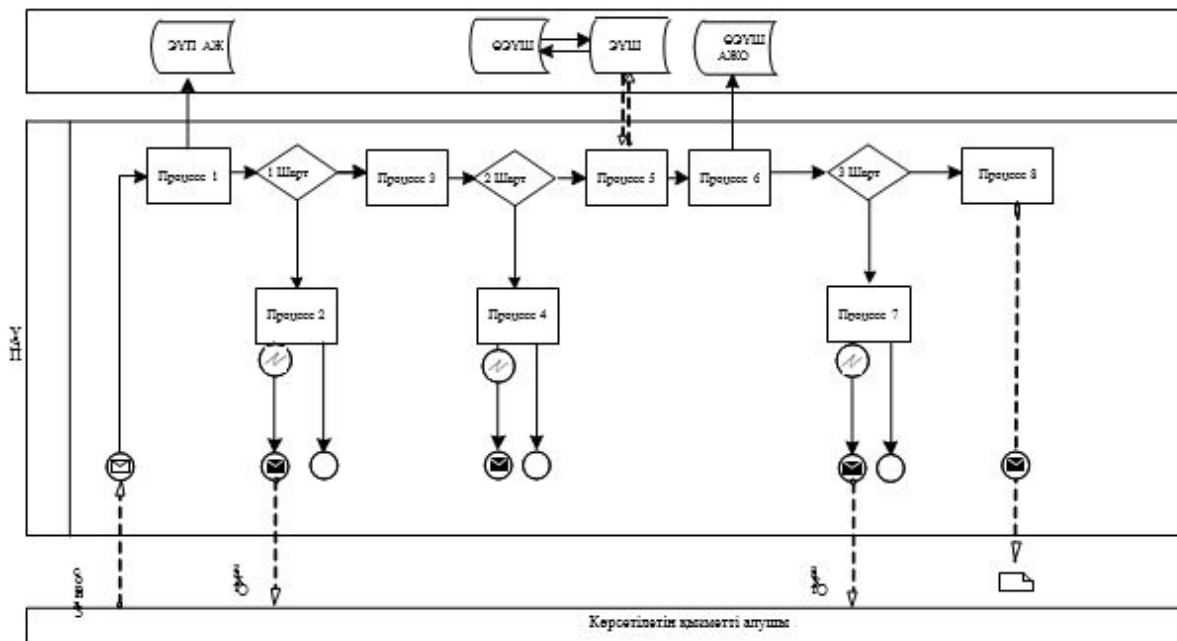 ЭҮП АЖ
ӨЭҮШ
ЭҮШ
ӨЭҮШ
АЖО
Процесс 1
1 Шарт
Процесс 3
2 Шарт
Процесс 5
Процесс 6
3 Шарт
Процесс 8
Процесс 2
Процесс 4
Процесс 7
Көрсетілетін қызметті алушы